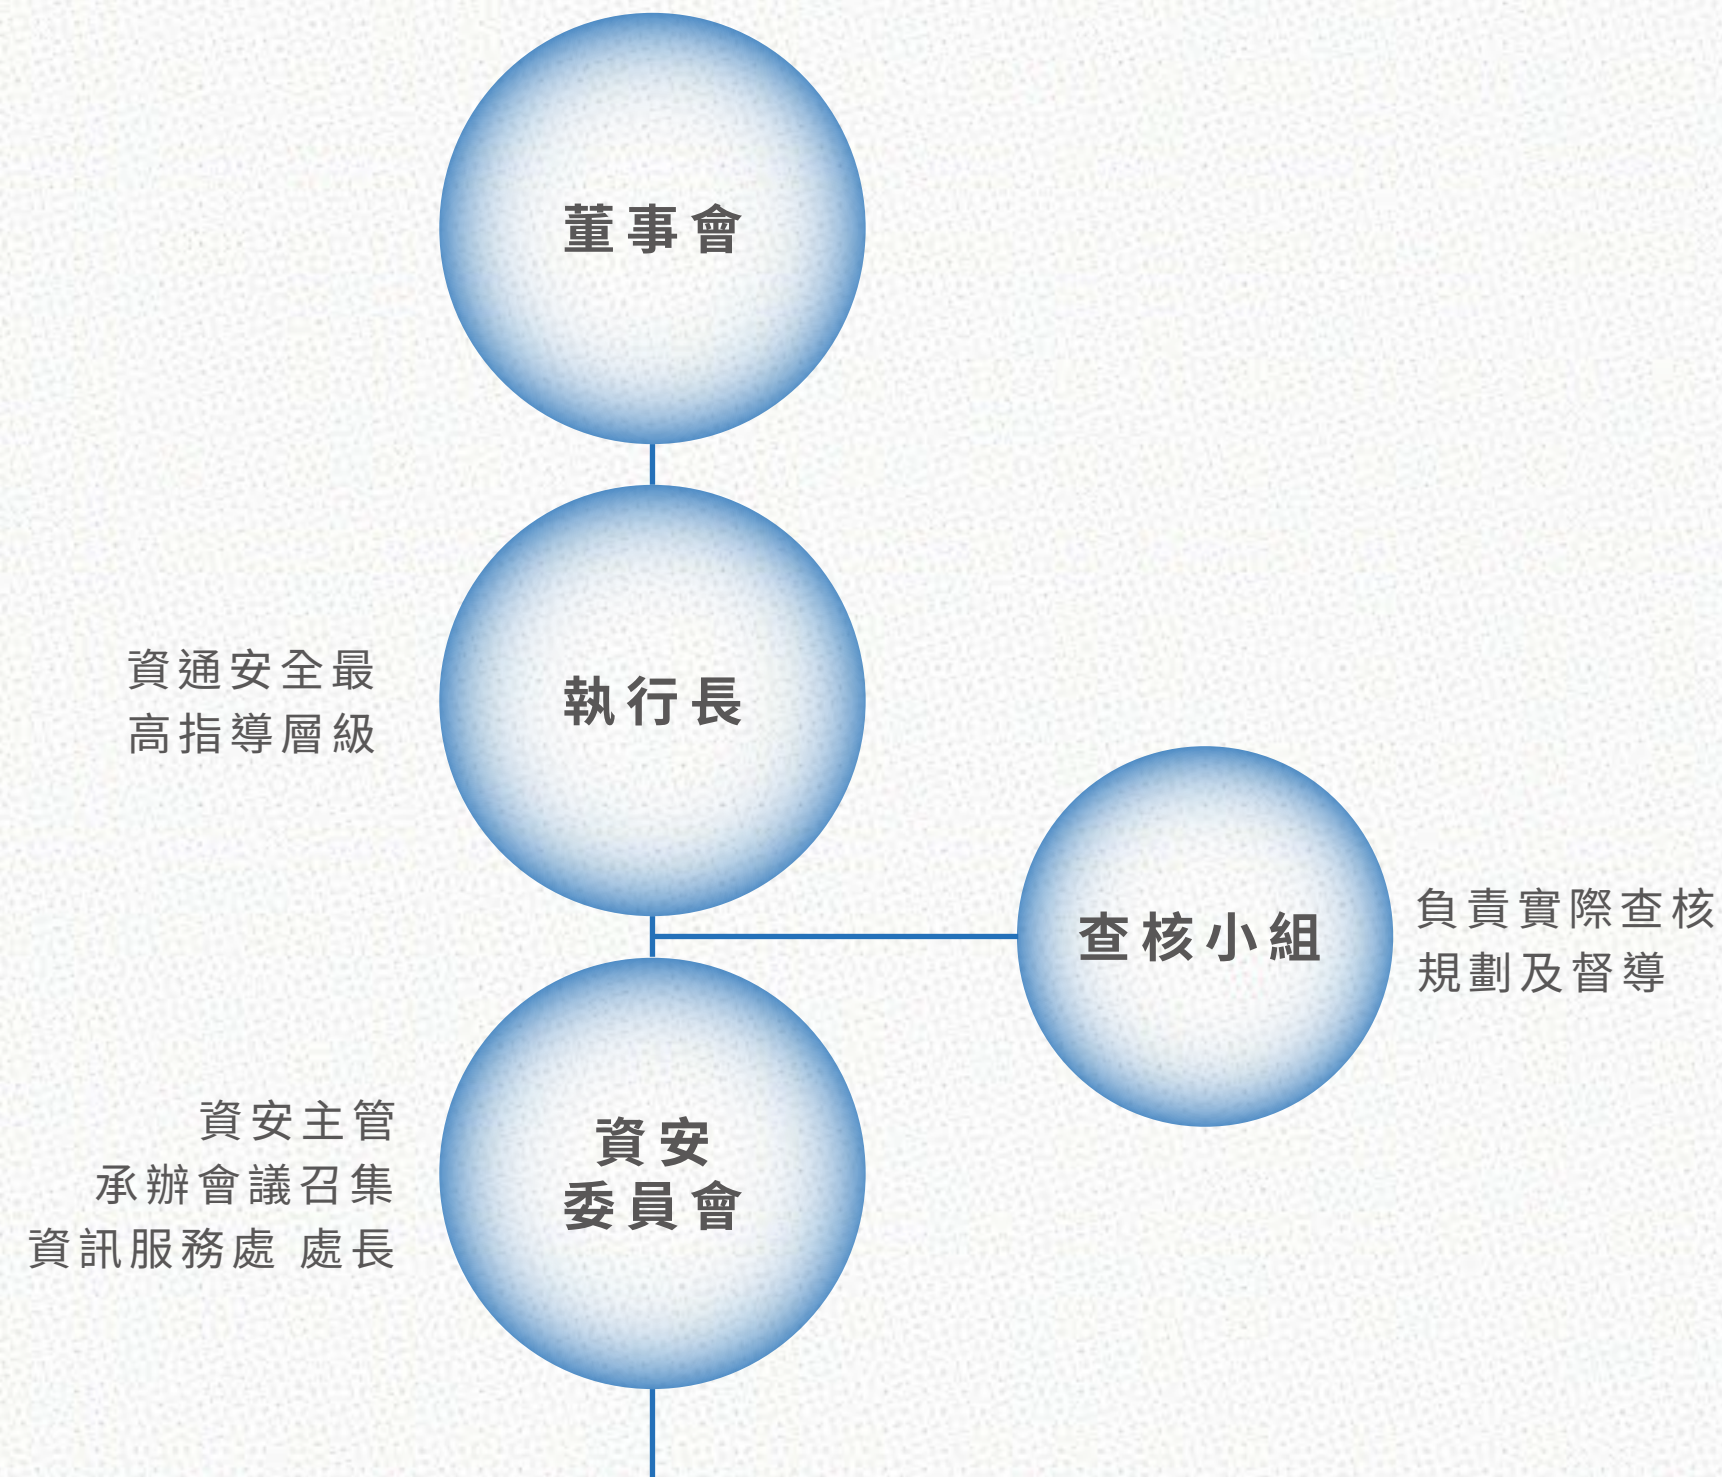 董事會
資通安全最
高指導層級
執行長
查核小組
負責實際查核
規劃及督導
資安主管
承辦會議召集
資訊服務處 處長
資安
委員會